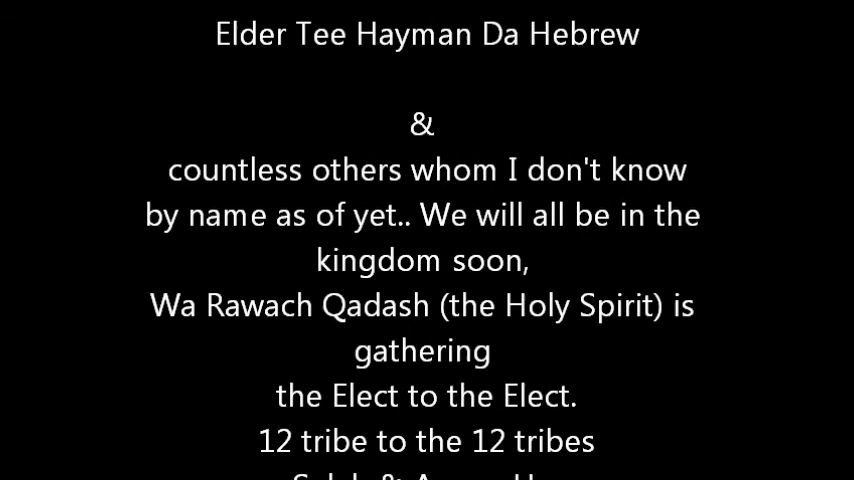 Elder Tee Hayman Da Hebrew
&
countless others whom I don't know
by name as of yet.. We will all be in the
kingdom soon,
Wa Rawach Qadash (the Holy Spirit) is
gathering
the Elect to the Elect.
12 tribe to the 12 tribes